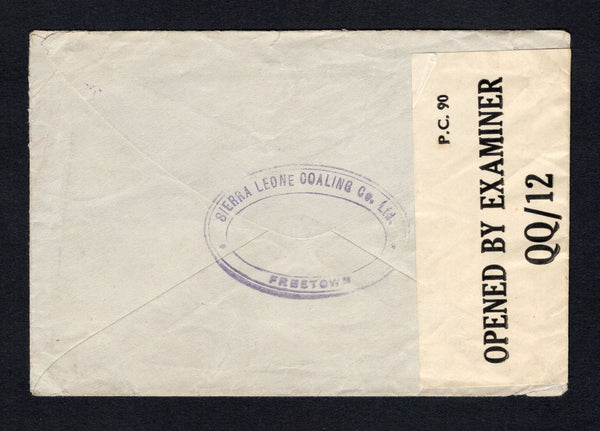 SIERRA LEONE COALING Co. Ltd.
FREETOWN
P.C. 90
OPENED BY EXAMINER
QQ/12